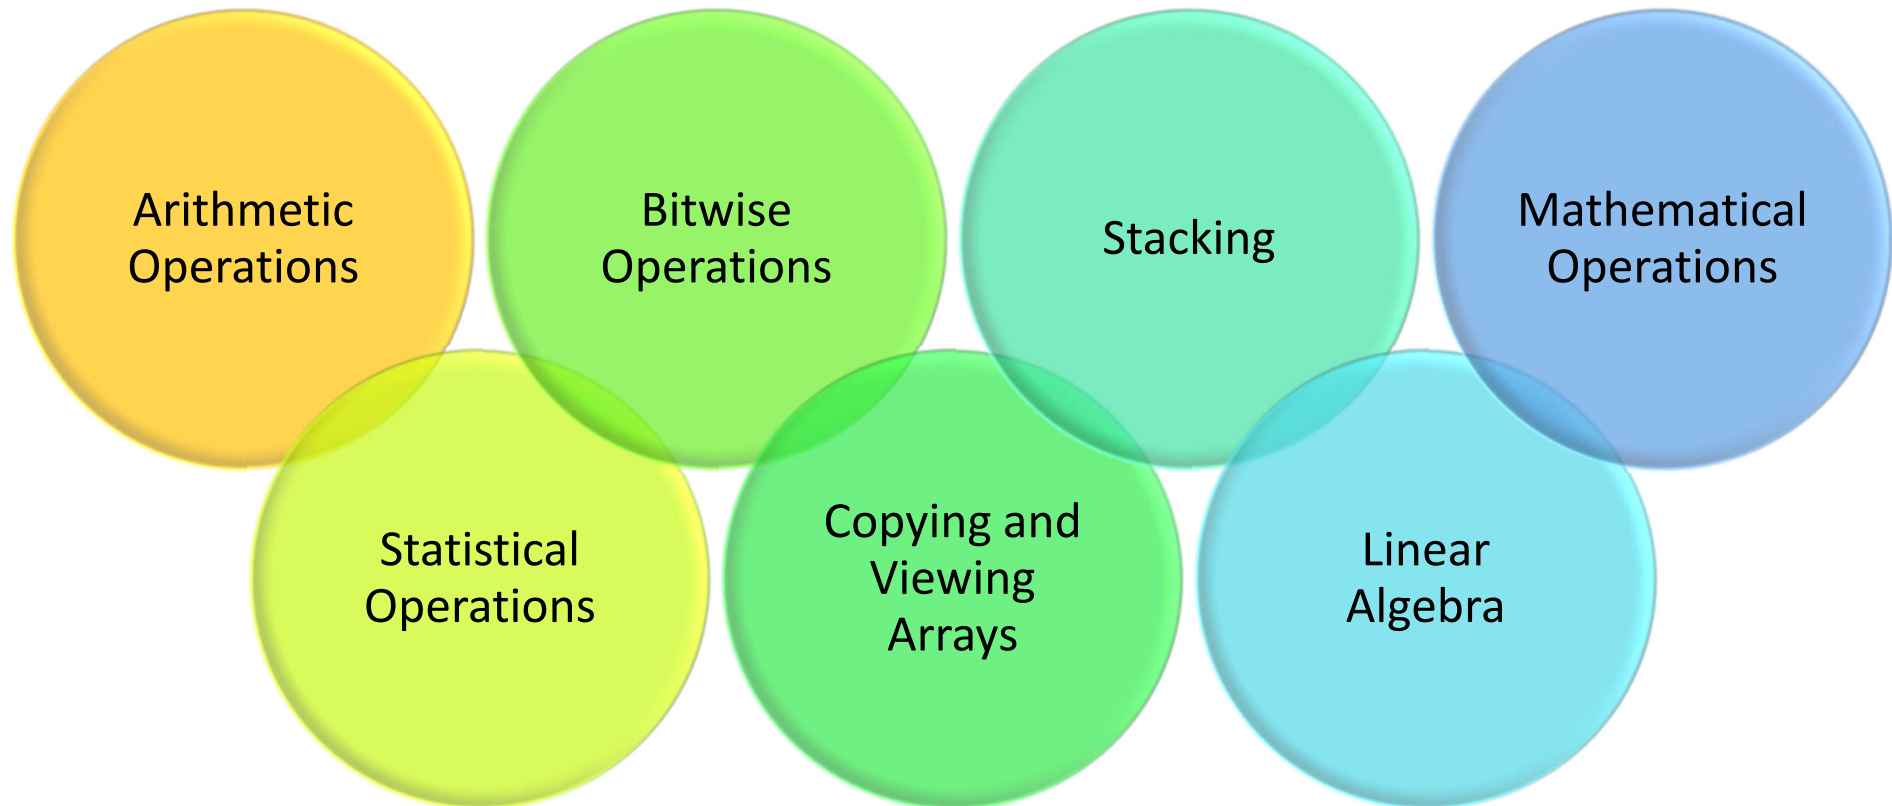 Arithmetic
Operations
Bitwise
Operations
Stacking
Mathematical
Operations
Statistical
Operations
Copying and
Viewing
Arrays
Linear
Algebra